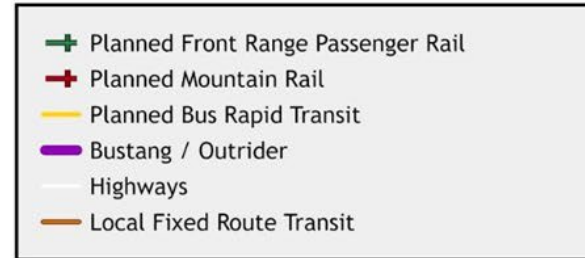 Planned Front Range Passenger Rail
Planned Mountain Rail
Planned Bus Rapid Transit
Bustang / Outrider
Highways
Local Fixed Route Transit